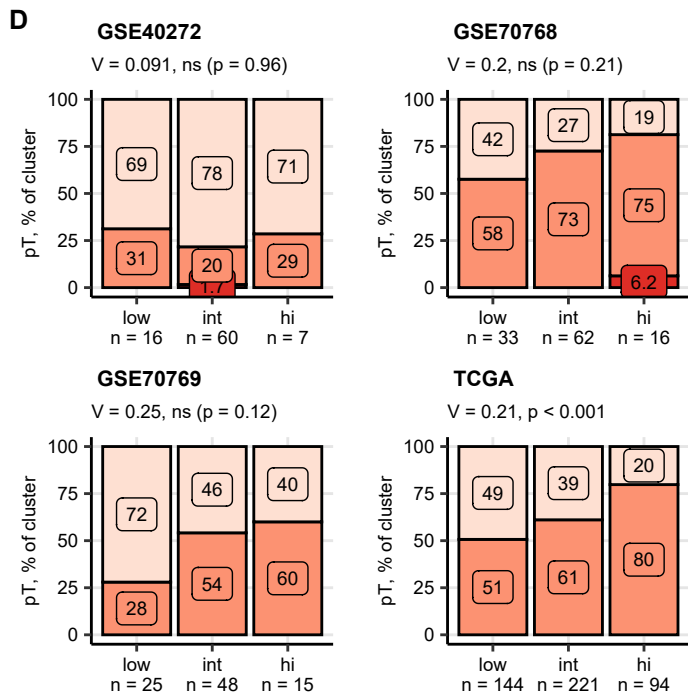 D
GSE40272
V = 0.091, ns (p = 0.96)
pT, % of cluster
100
75
50
25
0
69
78
71
31
20
29
1.7
low
int
hi
n = 16
n = 60
n = 7
GSE70768
V = 0.2, ns (p = 0.21)
pT, % of cluster
100
75
50
25
0
42
27
19
58
73
75
6.2
low
int
hi
n = 33
n = 62
n = 16
GSE70769
V = 0.25, ns (p = 0.12)
pT, % of cluster
100
75
50
25
0
72
46
40
28
54
60
low
int
hi
n = 25
n = 48
n = 15
TCGA
V = 0.21, p < 0.001
pT, % of cluster
100
75
50
25
0
49
39
20
51
61
80
low
int
hi
n = 144
n = 221
n = 94